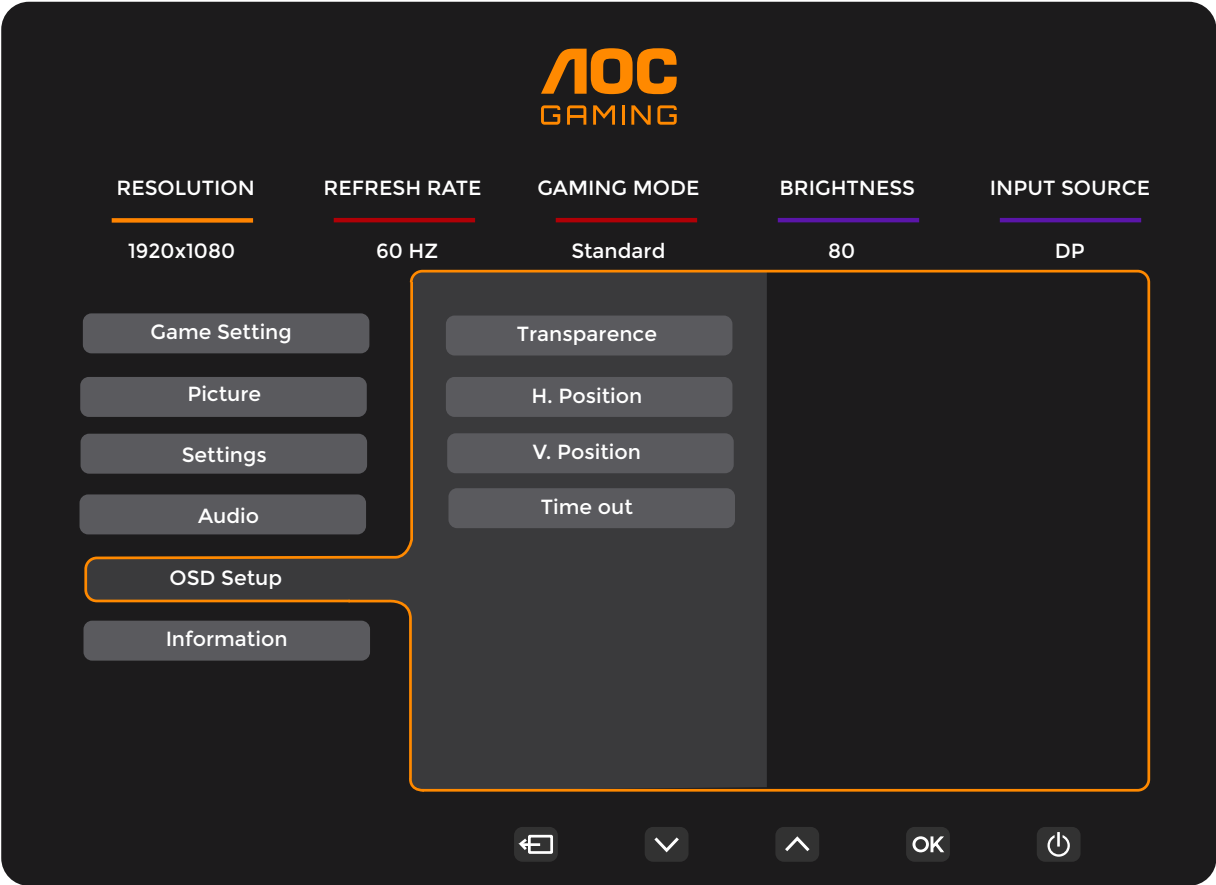 AOC
GAMING
RESOLUTION REFRESH RATE GAMING MODE BRIGHTNESS INPUT SOURCE
1920x1080 60 HZ Standard 80 DP
Game Setting
Picture
Settings
Audio
OSD Setup
Information
Transparence
H. Position
V. Position
Time out
OK